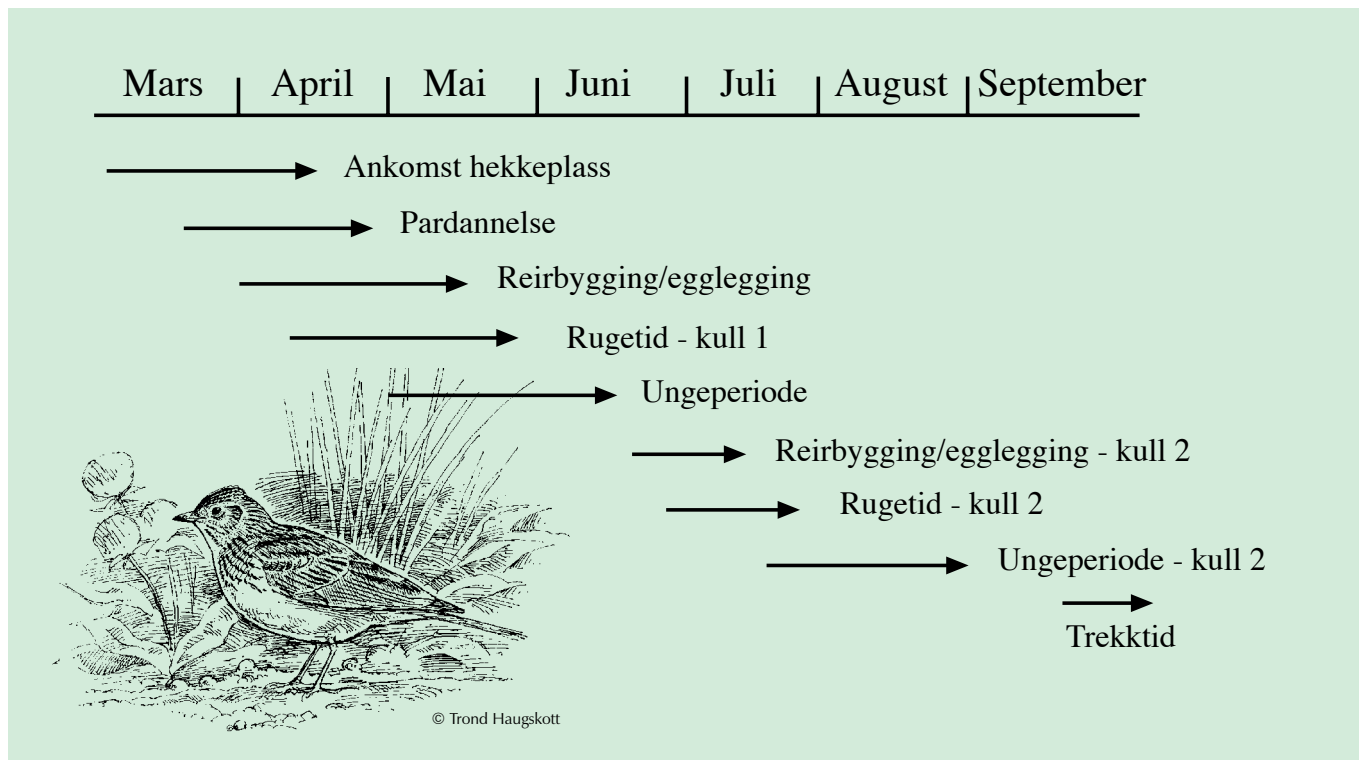 Mars April Mai Juni Juli August September
Ankomst hekkeplass
Pardannelse
Reirbygging/egglegging
Rugetid - kull 1
Ungeperiode
Reirbygging/egglegging - kull 2
Rugetid - kull 2
Ungeperiode - kull 2
Trekktid
© Trond Haugskott